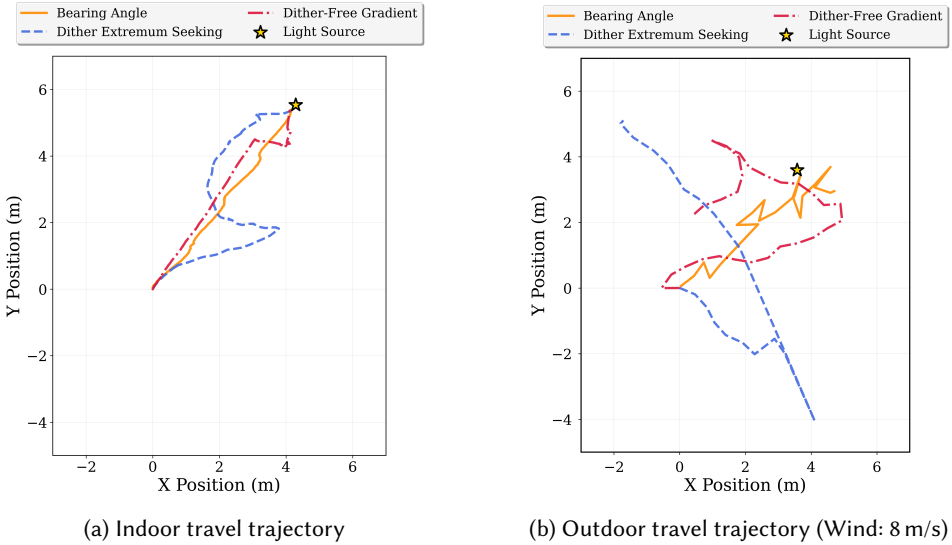 Bearing Angle
Dither-Free Gradient
Dither Extremum Seeking
Light Source
6
4
2
0
−2
−4
Y Position (m)
−2
0
2
4
6
X Position (m)
(a) Indoor travel trajectory
Bearing Angle
Dither-Free Gradient
Dither Extremum Seeking
Light Source
6
4
2
0
−2
−4
Y Position (m)
−2
0
2
4
6
X Position (m)
(b) Outdoor travel trajectory (Wind: 8 m/s)